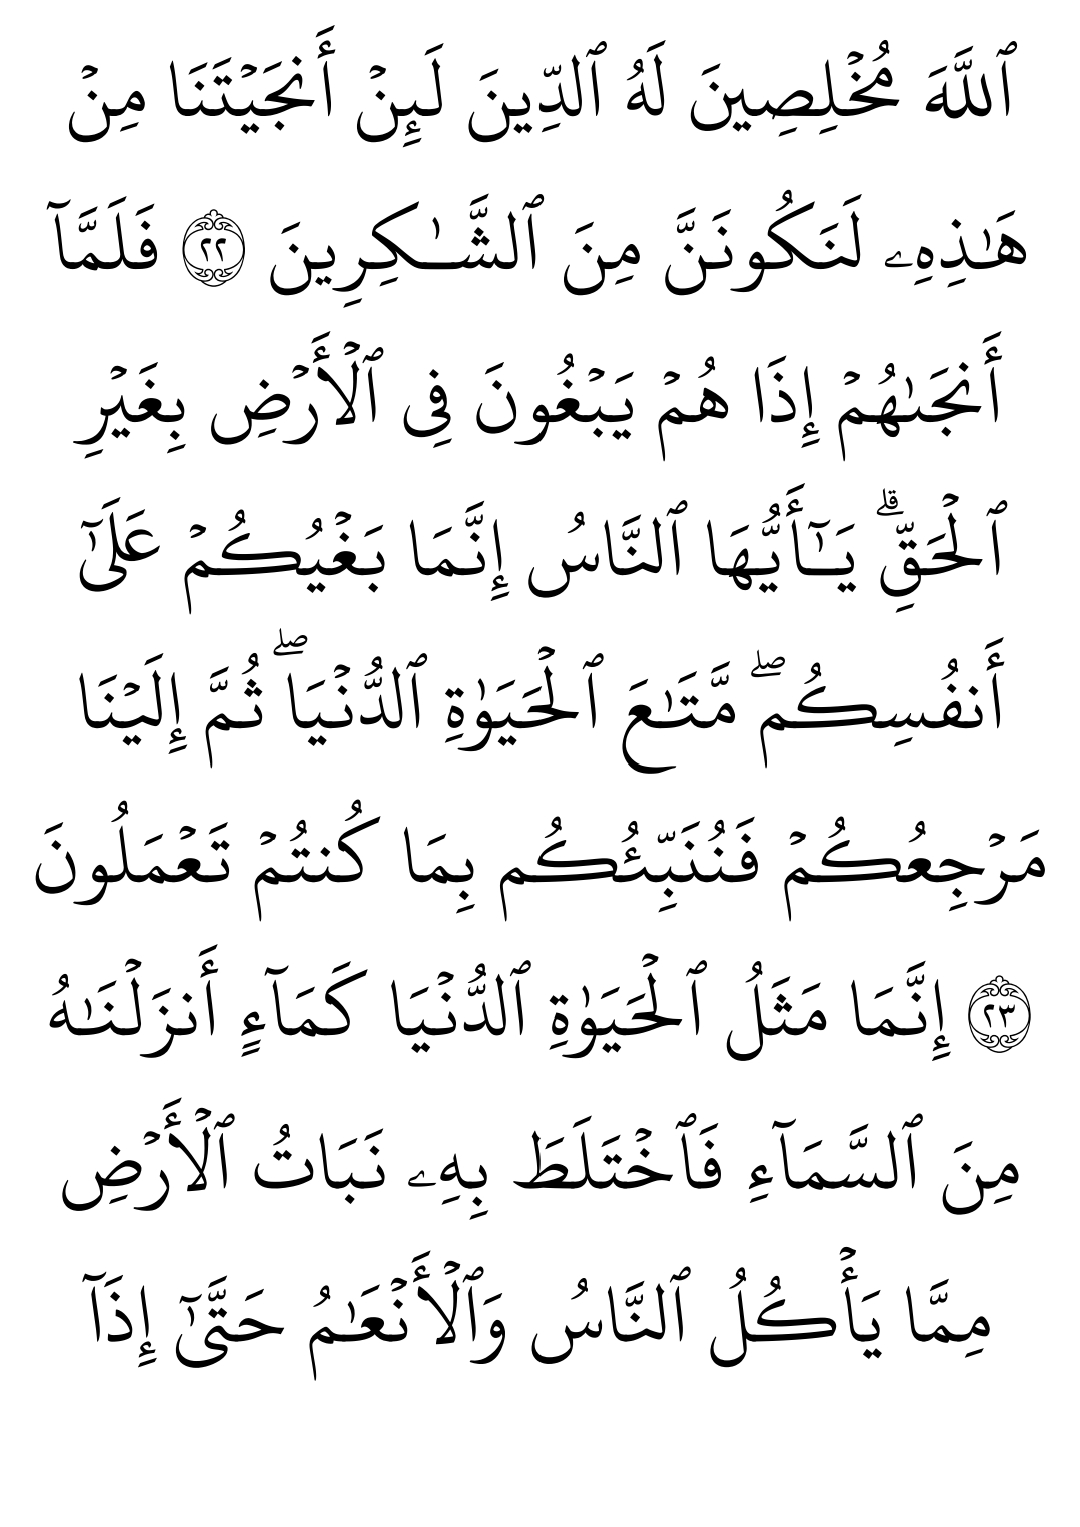 ٱللَّهَ مُخۡلِصِينَ لَهُ ٱلدِّينَ لَئِنۡ أَنجَيۡتَنَا مِنۡ
هَٰذِهِۦ لَنَكُونَنَّ مِنَ ٱلشَّٰكِرِينَ ٢٢ فَلَمَّآ
أَنجَىٰهُمۡ إِذَا هُمۡ يَبۡغُونَ فِى ٱلۡأَرۡضِ بِغَيۡرِ
ٱلۡحَقِّۗ يَٰٓأَيُّهَا ٱلنَّاسُ إِنَّمَا بَغۡيُكُمۡ عَلَىٰٓ
أَنفُسِكُمۖ مَّتَٰعَ ٱلۡحَيَوٰةِ ٱلدُّنۡيَاۖ ثُمَّ إِلَيۡنَا
مَرۡجِعُكُمۡ فَنُنَبِّئُكُم بِمَا كُنتُمۡ تَعۡمَلُونَ
٢٣ إِنَّمَا مَثَلُ ٱلۡحَيَوٰةِ ٱلدُّنۡيَا كَمَآءٍ أَنزَلۡنَٰهُ
مِنَ ٱلسَّمَآءِ فَٱخۡتَلَطَ بِهِۦ نَبَاتُ ٱلۡأَرۡضِ
مِمَّا يَأۡكُلُ ٱلنَّاسُ وَٱلۡأَنۡعَٰمُ حَتَّىٰٓ إِذَآ